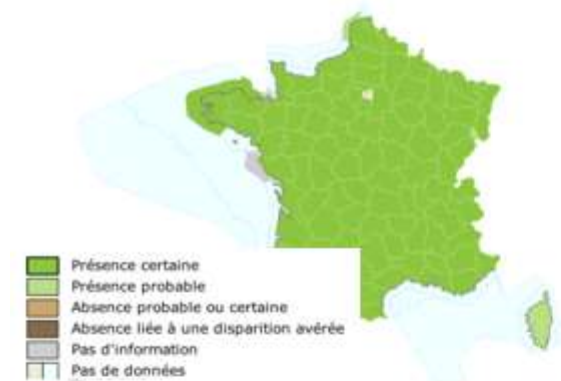 Présence certaine
Présence probable
Absence probable ou certaine
Absence liée à une disparition avérée
Pas d'information
Pas de données